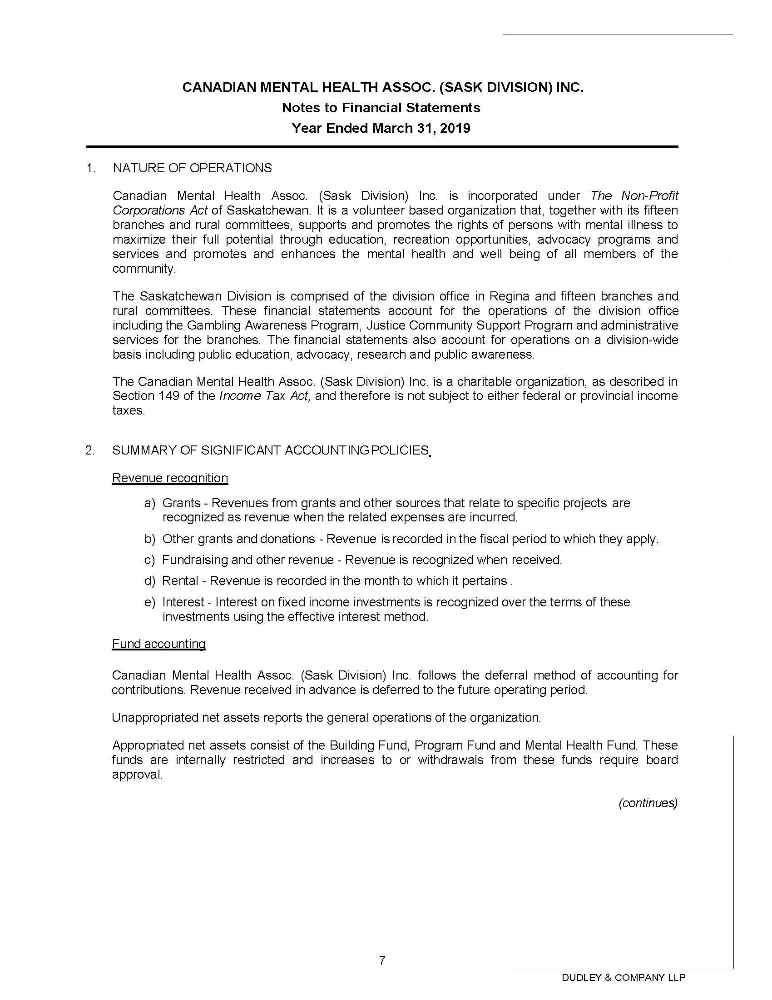 CANADIAN MENTAL HEALTH ASSOC. (SASK DIVISION) INC.
Notes to Financial Statements
Year Ended March 31, 2019
1. NATURE OF OPERATIONS
Canadian Mental Health Assoc. (Sask Division) Inc. is incorporated under The Non-Profit
Corporations Act of Saskatchewan. It is a volunteer based organization that, together with its fifteen
branches and rural committees, supports and promotes the rights of persons with mental illness to
maximize their full potential through education, recreation opportunities, advocacy programs and
services and promotes and enhances the mental health and well being of all members of the
community.
The Saskatchewan Division is comprised of the division office in Regina and fifteen branches and
rural committees. These financial statements account for the operations of the division office
including the Gambling Awareness Program, Justice Community Support Program and administrative
services for the branches. The financial statements also account for operations on a division-wide
basis including public education, advocacy, research and public awareness.
The Canadian Mental Health Assoc. (Sask Division) Inc. is a charitable organization, as described in
Section 149 of the Income Tax Act, and therefore is not subject to either federal or provincial income
taxes.
2. SUMMARY OF SIGNIFICANT ACCOUNTING POLICIES.
Revenue recognition
a) Grants - Revenues from grants and other sources that relate to specific projects are
recognized as revenue when the related expenses are incurred.
b) Other grants and donations - Revenue is recorded in the fiscal period to which they apply.
c) Fundraising and other revenue - Revenue is recognized when received.
d) Rental - Revenue is recorded in the month to which it pertains .
e) Interest - Interest on fixed income investments is recognized over the terms of these
investments using the effective interest method.
Fund accounting
Canadian Mental Health Assoc. (Sask Division) Inc. follows the deferral method of accounting for
contributions. Revenue received in advance is deferred to the future operating period.
Unappropriated net assets reports the general operations of the organization.
Appropriated net assets consist of the Building Fund, Program Fund and Mental Health Fund. These
funds are internally restricted and increases to or withdrawals from these funds require board
approval.
(continues)
7
DUDLEY & COMPANY LLP